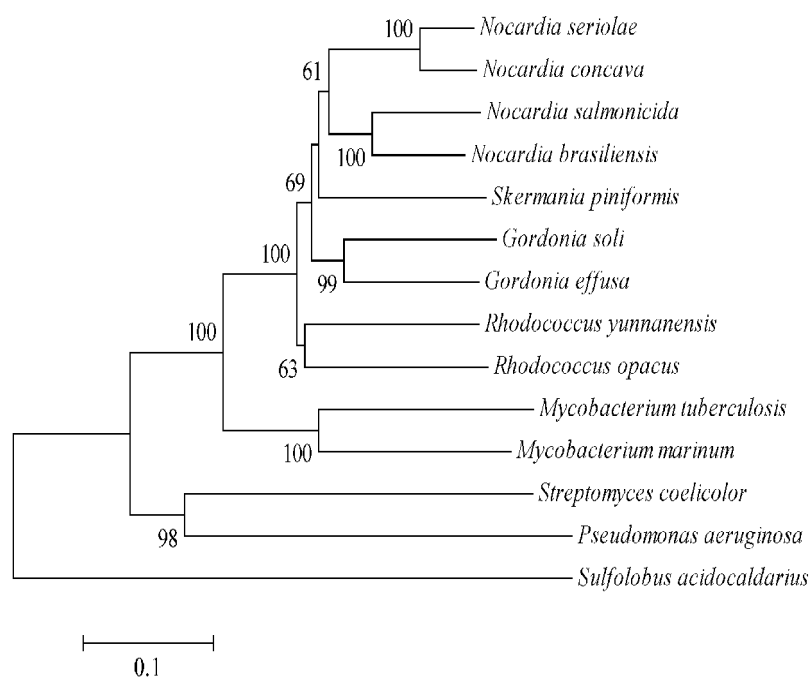 100
Nocardia seriolae
Nocardia concava
61
Nocardia salmonicida
100
Nocardia brasiliensis
69
Skermania piniformis
100
Gordonia soli
99
Gordonia effusa
100
Rhodococcus yunnanensis
63
Rhodococcus opacus
Mycobacterium tuberculosis
100
Mycobacterium marinum
Streptomyces coelicolor
98
Pseudomonas aeruginosa
Sulfolobus acidocaldarius
0.1